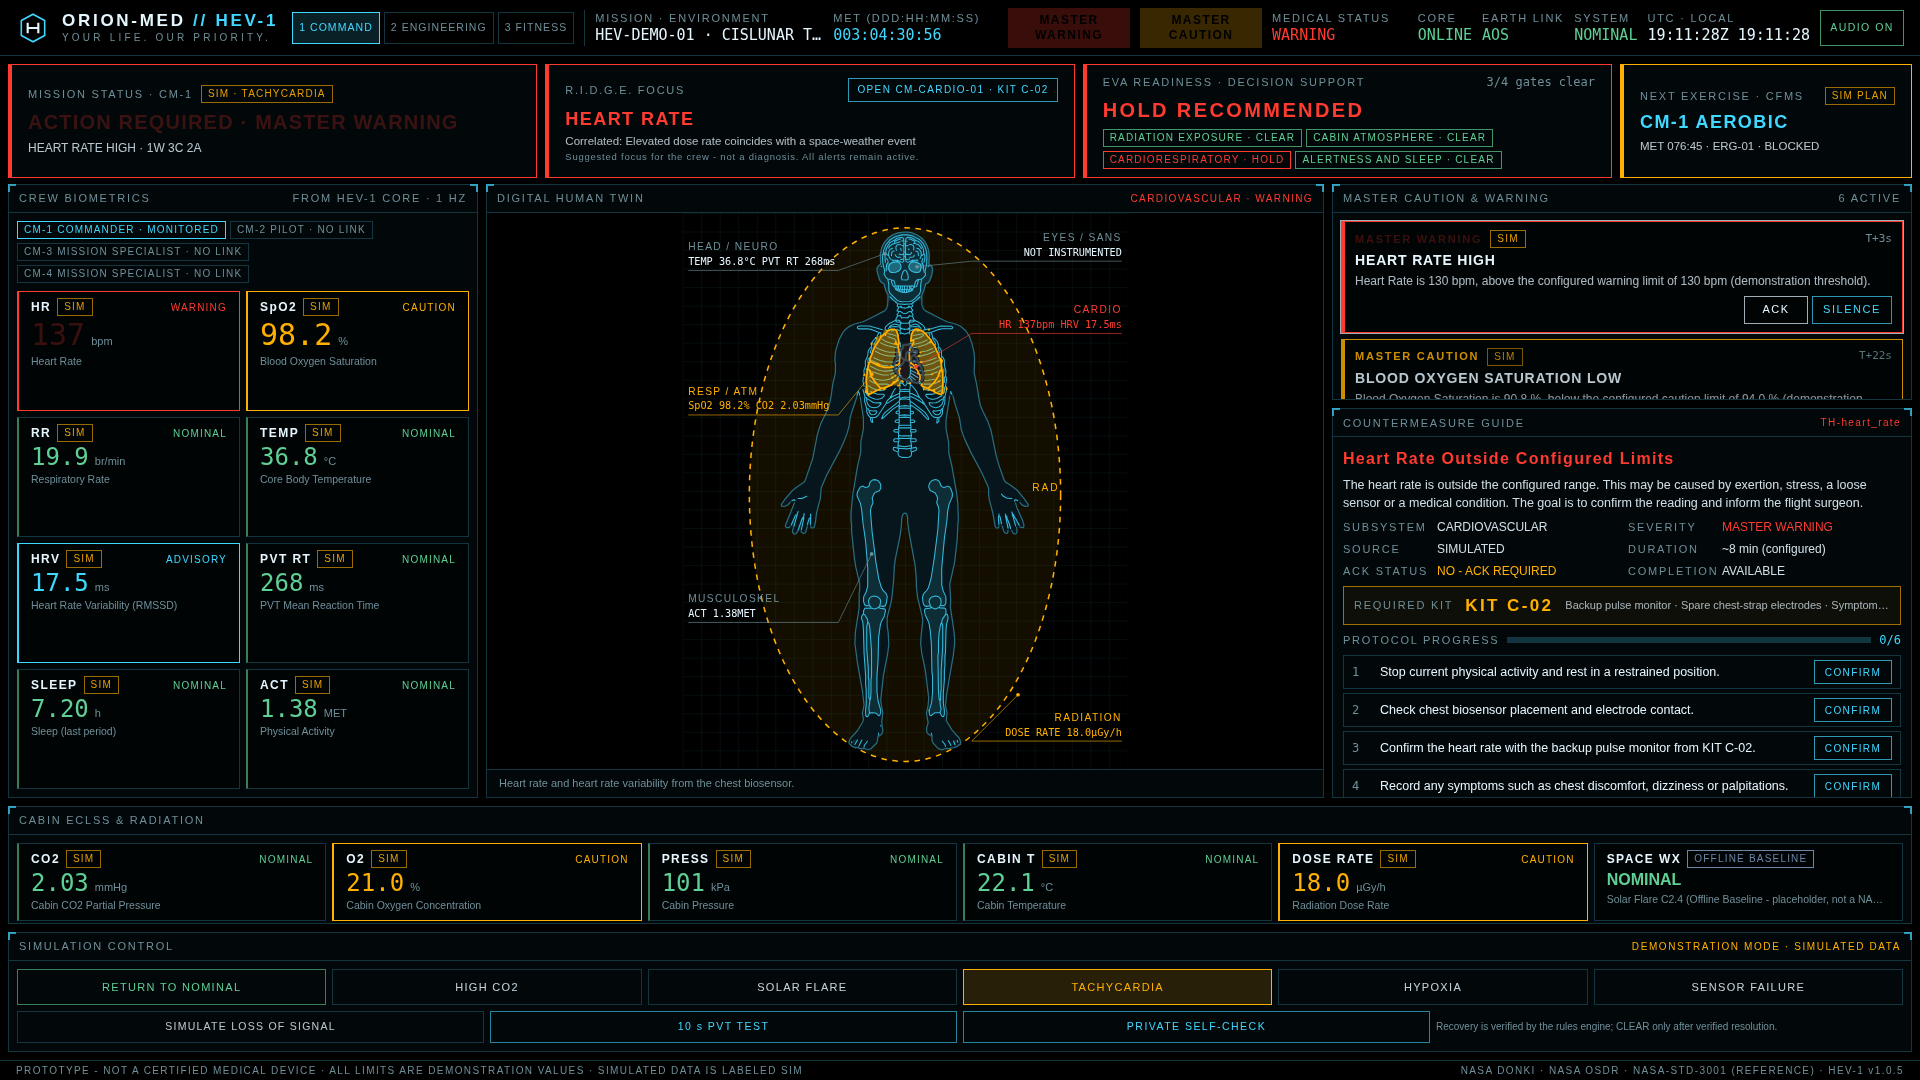 ORION-MED // HEV-1
YOUR LIFE. OUR PRIORITY.
1 COMMAND
2 ENGINEERING
3 FITNESS
MISSION · ENVIRONMENT
HEV-DEMO-01 · CISLUNAR T…
MET (DDD:HH:MM:SS)
003:04:30:56
MASTER WARNING
MASTER CAUTION
MEDICAL STATUS
WARNING
CORE
ONLINE
EARTH LINK
AOS
SYSTEM
NOMINAL
UTC · LOCAL
19:11:28Z 19:11:28
AUDIO ON
MISSION STATUS · CM-1 SIM · TACHYCARDIA
ACTION REQUIRED · MASTER WARNING
HEART RATE HIGH · 1W 3C 2A
R.I.D.G.E. FOCUS
OPEN CM-CARDIO-01 · KIT C-02
HEART RATE
Correlated: Elevated dose rate coincides with a space-weather event
Suggested focus for the crew - not a diagnosis. All alerts remain active.
EVA READINESS · DECISION SUPPORT
3/4 gates clear
HOLD RECOMMENDED
RADIATION EXPOSURE · CLEAR
CABIN ATMOSPHERE · CLEAR
CARDIORESPIRATORY · HOLD
ALERTNESS AND SLEEP · CLEAR
NEXT EXERCISE · CFMS
SIM PLAN
CM-1 AEROBIC
MET 076:45 · ERG-01 · BLOCKED
CREW BIOMETRICS
FROM HEV-1 CORE · 1 HZ
CM-1 COMMANDER · MONITORED
CM-2 PILOT · NO LINK
CM-3 MISSION SPECIALIST · NO LINK
CM-4 MISSION SPECIALIST · NO LINK
HR SIM WARNING
137 bpm
Heart Rate
SpO2 SIM CAUTION
98.2 %
Blood Oxygen Saturation
RR SIM NOMINAL
19.9 br/min
Respiratory Rate
TEMP SIM NOMINAL
36.8 °C
Core Body Temperature
HRV SIM ADVISORY
17.5 ms
Heart Rate Variability (RMSSD)
PVT RT SIM NOMINAL
268 ms
PVT Mean Reaction Time
SLEEP SIM NOMINAL
7.20 h
Sleep (last period)
ACT SIM NOMINAL
1.38 MET
Physical Activity
DIGITAL HUMAN TWIN
CARDIOVASCULAR · WARNING
HEAD / NEURO
TEMP 36.8°C PVT RT 268ms
EYES / SANS
NOT INSTRUMENTED
CARDIO
HR 137bpm HRV 17.5ms
RESP / ATM
SpO2 98.2% CO2 2.03mmHg
RAD
MUSCULOSKEL
ACT 1.38MET
RADIATION
DOSE RATE 18.0µGy/h
Heart rate and heart rate variability from the chest biosensor.
MASTER CAUTION & WARNING
6 ACTIVE
MASTER WARNING SIM T+3s
HEART RATE HIGH
Heart Rate is 130 bpm, above the configured warning limit of 130 bpm (demonstration threshold).
ACK
SILENCE
MASTER CAUTION SIM T+22s
BLOOD OXYGEN SATURATION LOW
Blood Oxygen Saturation is 90.8 %, below the configured caution limit of 94.0 % (demonstration
COUNTERMEASURE GUIDE
TH-heart_rate
Heart Rate Outside Configured Limits
The heart rate is outside the configured range. This may be caused by exertion, stress, a loose
sensor or a medical condition. The goal is to confirm the reading and inform the flight surgeon.
SUBSYSTEM CARDIOVASCULAR SEVERITY MASTER WARNING
SOURCE SIMULATED DURATION ~8 min (configured)
ACK STATUS NO - ACK REQUIRED COMPLETION AVAILABLE
REQUIRED KIT KIT C-02 Backup pulse monitor · Spare chest-strap electrodes · Symptom…
PROTOCOL PROGRESS 0/6
1 Stop current physical activity and rest in a restrained position. CONFIRM
2 Check chest biosensor placement and electrode contact. CONFIRM
3 Confirm the heart rate with the backup pulse monitor from KIT C-02. CONFIRM
4 Record any symptoms such as chest discomfort, dizziness or palpitations. CONFIRM
CABIN ECLSS & RADIATION
CO2 SIM NOMINAL
2.03 mmHg
Cabin CO2 Partial Pressure
O2 SIM CAUTION
21.0 %
Cabin Oxygen Concentration
PRESS SIM NOMINAL
101 kPa
Cabin Pressure
CABIN T SIM NOMINAL
22.1 °C
Cabin Temperature
DOSE RATE SIM CAUTION
18.0 µGy/h
Radiation Dose Rate
SPACE WX OFFLINE BASELINE
NOMINAL
Solar Flare C2.4 (Offline Baseline - placeholder, not a NA…
SIMULATION CONTROL
DEMONSTRATION MODE · SIMULATED DATA
RETURN TO NOMINAL
HIGH CO2
SOLAR FLARE
TACHYCARDIA
HYPOXIA
SENSOR FAILURE
SIMULATE LOSS OF SIGNAL
10 s PVT TEST
PRIVATE SELF-CHECK
Recovery is verified by the rules engine; CLEAR only after verified resolution.
PROTOTYPE - NOT A CERTIFIED MEDICAL DEVICE · ALL LIMITS ARE DEMONSTRATION VALUES · SIMULATED DATA IS LABELED SIM
NASA DONKI · NASA OSDR · NASA-STD-3001 (REFERENCE) · HEV-1 v1.0.5